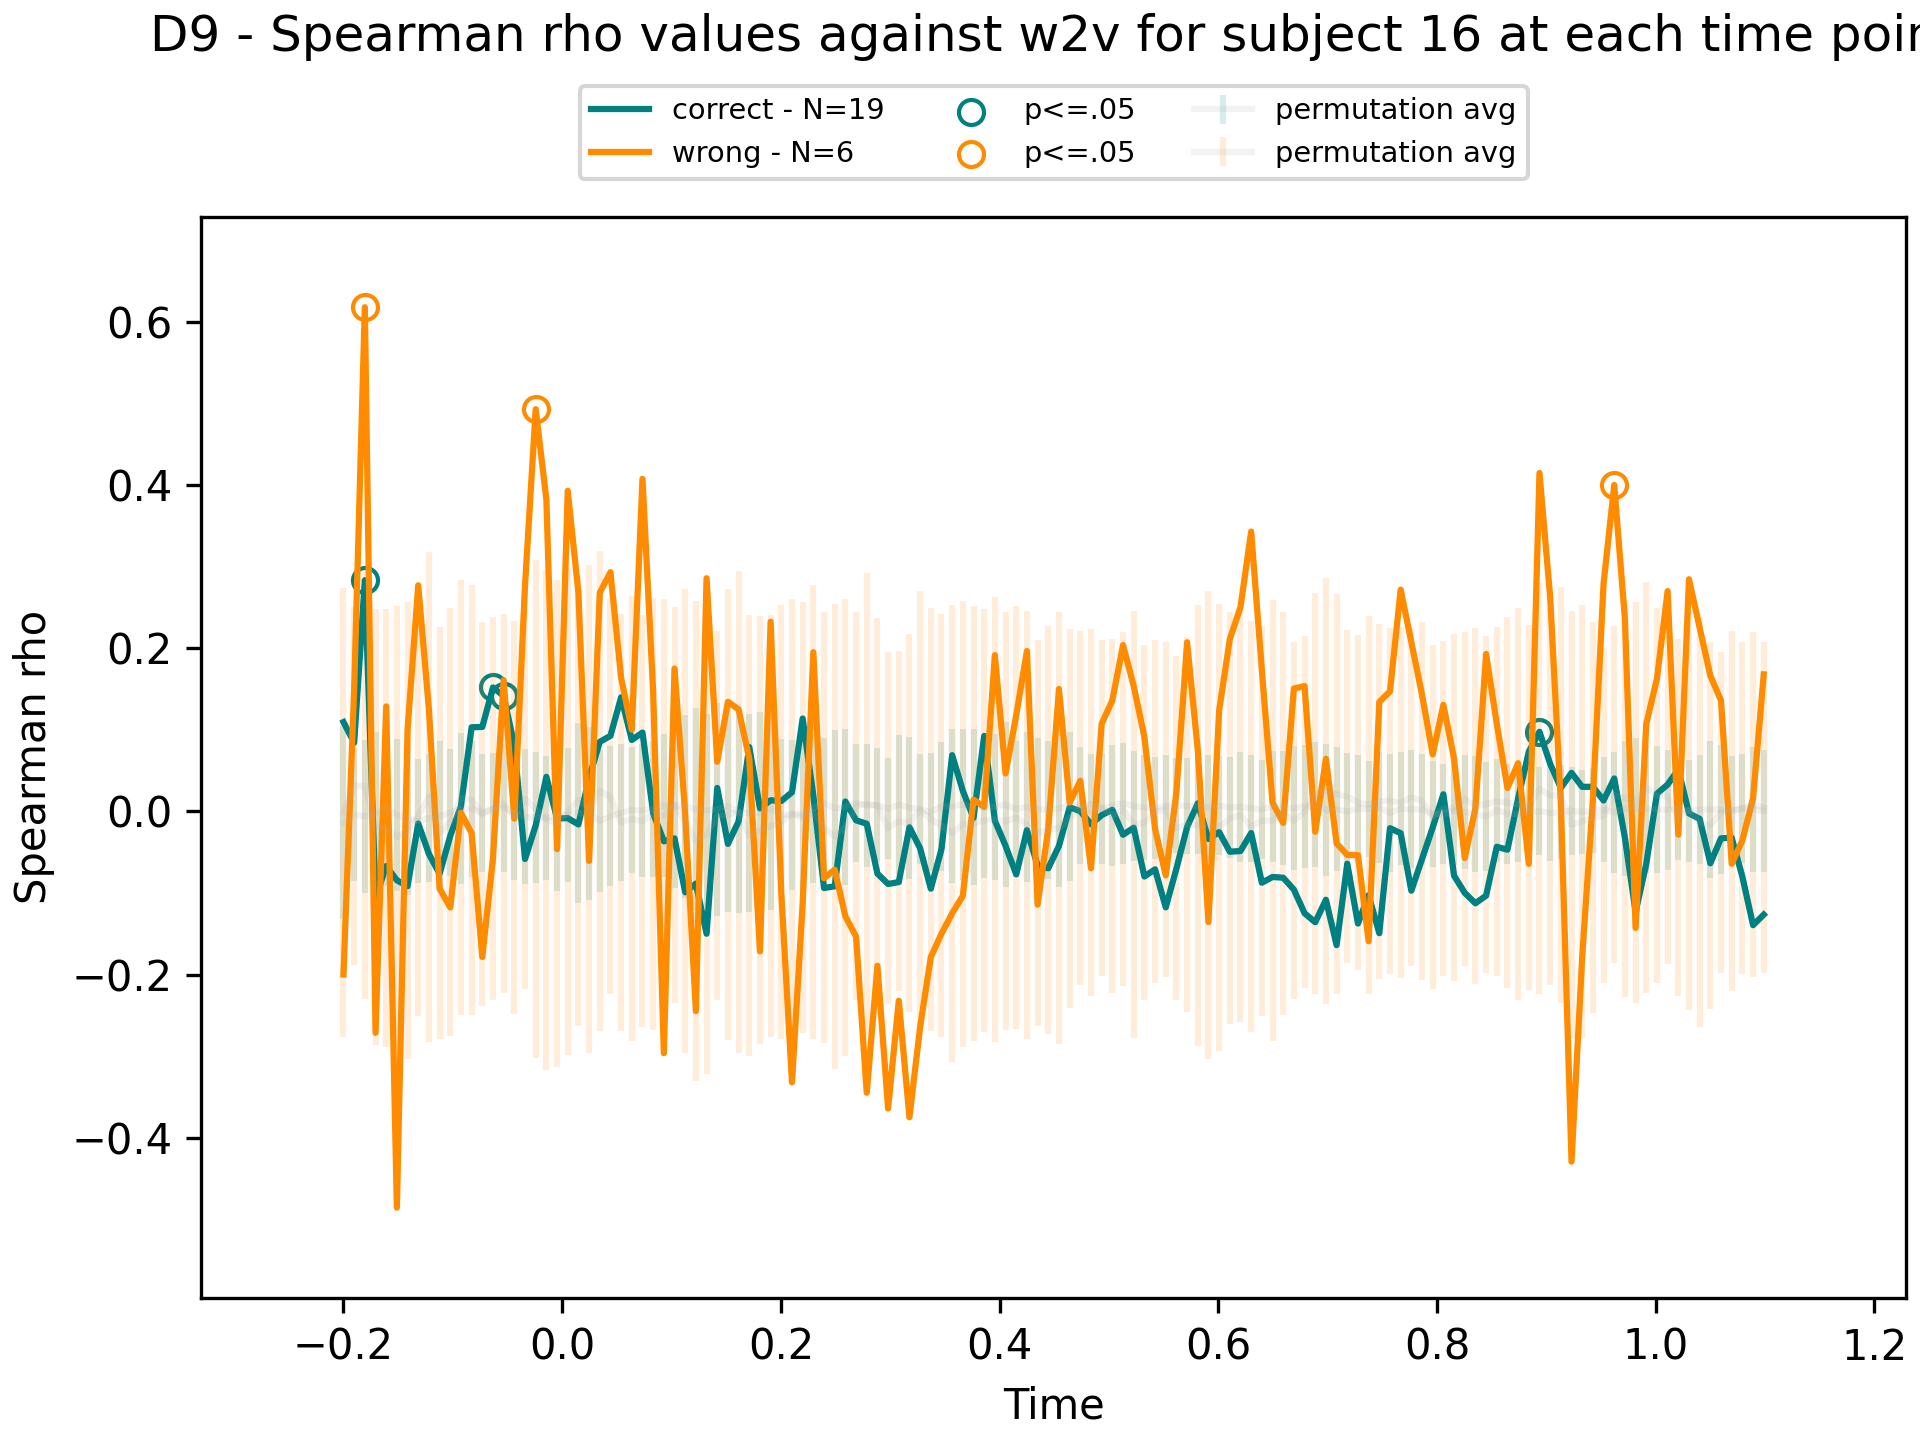 D9 - Spearman rho values against w2v for subject 16 at each time poin
correct - N=19
wrong - N=6
p<=.05
p<=.05
permutation avg
permutation avg
Spearman rho
0.6
0.4
0.2
0.0
−0.2
−0.4
−0.2
0.0
0.2
0.4
0.6
0.8
1.0
1.2
Time